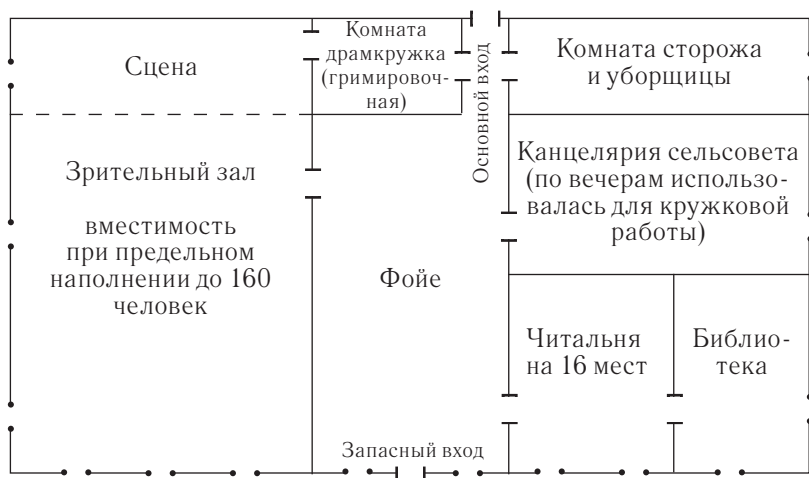 Сцена
Комната
драмкружка
(гримировоч-
ная)
Основной вход
Комната сторожа
и уборщицы
Зрительный зал
вместимость
при предельном
наполнении до 160
человек
Канцелярия сельсовета
(по вечерам использо-
валась для кружковой
работы)
Фойе
Читальня
на 16 мест
Библио-
тека
Запасный вход